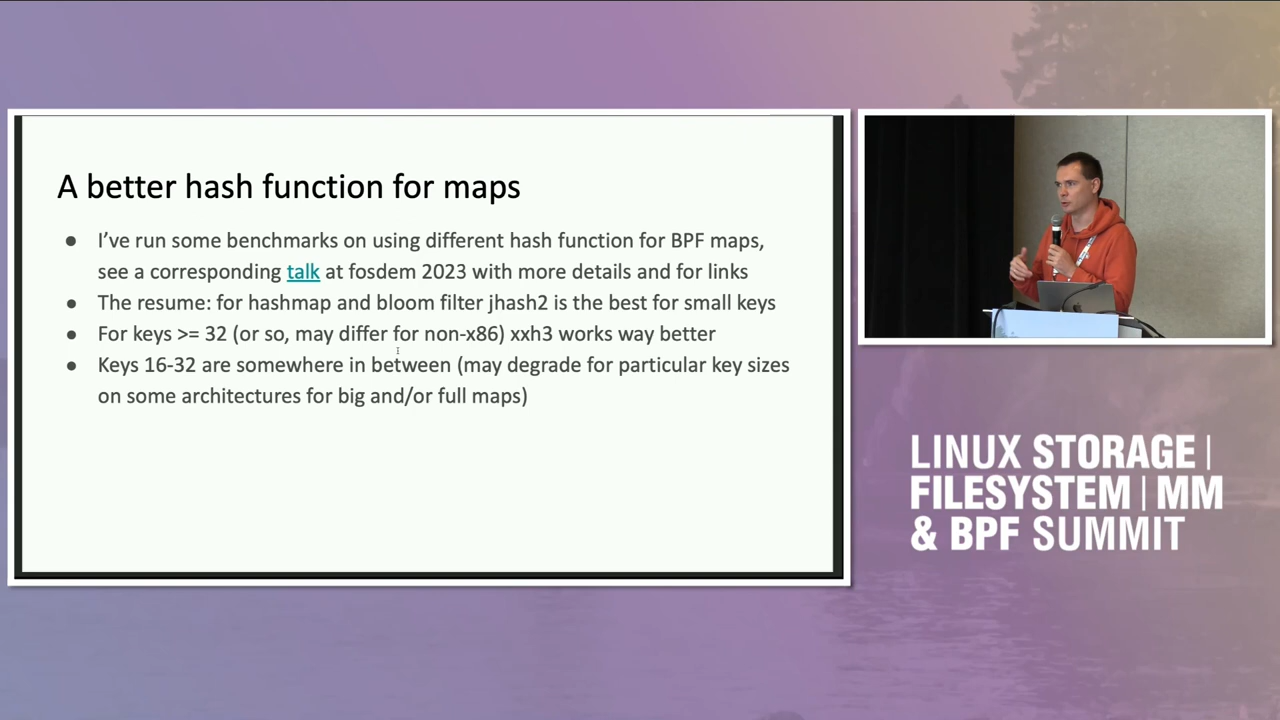 A better hash function for maps
● I’ve run some benchmarks on using different hash function for BPF maps,
see a corresponding talk at fosdem 2023 with more details and for links
● The resume: for hashmap and bloom filter jhash2 is the best for small keys
● For keys >= 32 (or so, may differ for non-x86) xxh3 works way better
● Keys 16-32 are somewhere in between (may degrade for particular key sizes
on some architectures for big and/or full maps)
LINUX STORAGE |
FILESYSTEM | MM
& BPF SUMMIT